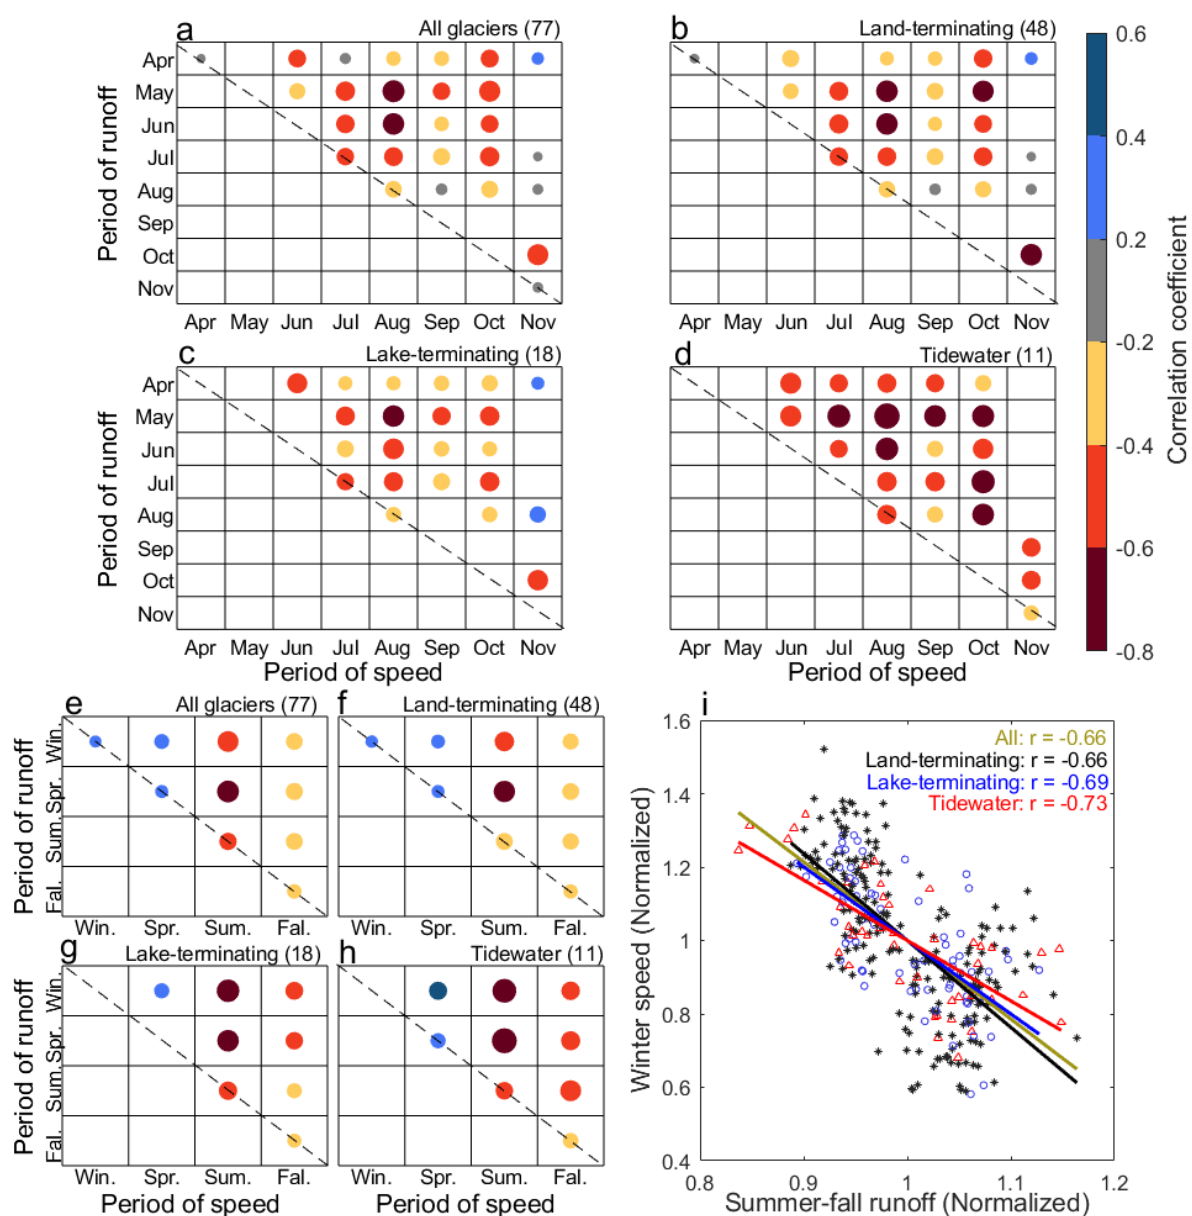 a All glaciers (77)
Apr
May
Jun
Jul
Aug
Sep
Oct
Nov
Period of runoff
Apr May Jun Jul Aug Sep Oct Nov
b Land-terminating (48)
Apr May Jun Jul Aug Sep Oct Nov
0.6
0.4
0.2
-0.2
-0.4
-0.6
-0.8
Correlation coefficient
c Lake-terminating (18)
Apr
May
Jun
Jul
Aug
Sep
Oct
Nov
Period of runoff
Apr May Jun Jul Aug Sep Oct Nov
Period of speed
d Tidewater (11)
Apr May Jun Jul Aug Sep Oct Nov
Period of speed
e All glaciers (77)
Win.
Spr.
Sum.
Fal.
Period of runoff
Win. Spr. Sum. Fal.
f Land-terminating (48)
Win. Spr. Sum. Fal.
g Lake-terminating (18)
Win.
Spr.
Sum.
Fal.
Period of runoff
Win. Spr. Sum. Fal.
Period of speed
h Tidewater (11)
Win. Spr. Sum. Fal.
Period of speed
i
All: r = -0.66
Land-terminating: r = -0.66
Lake-terminating: r = -0.69
Tidewater: r = -0.73
1.6
1.4
1.2
1
0.8
0.6
0.4
Winter speed (Normalized)
0.8 0.9 1 1.1 1.2
Summer-fall runoff (Normalized)